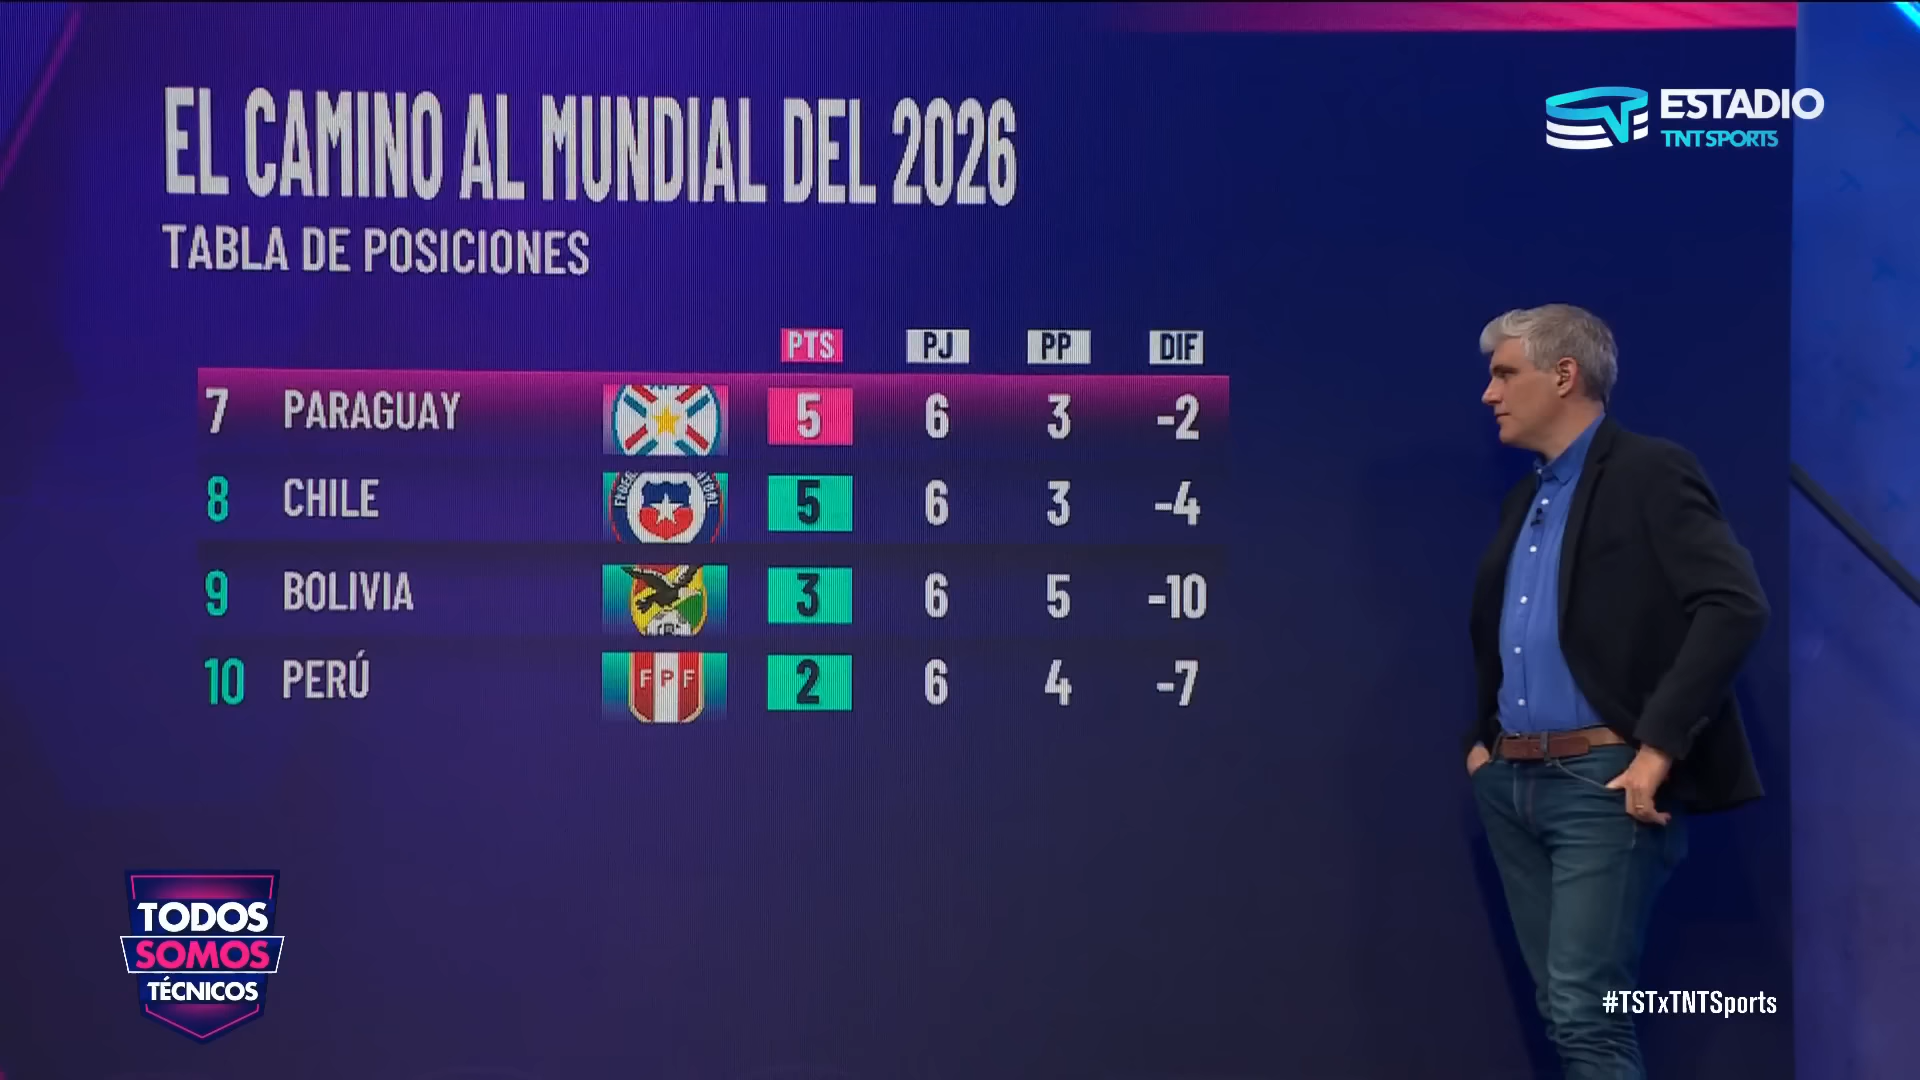 EL CAMINO AL MUNDIAL DEL 2026
ESTADIO
TNT SPORTS
TABLA DE POSICIONES
PTS PJ PP DIF
7 PARAGUAY 5 6 3 -2
8 CHILE 5 6 3 -4
9 BOLIVIA 3 6 5 -10
10 PERÚ FPF 2 6 4 -7
TODOS
SOMOS
TÉCNICOS
#TSTxTNTSports